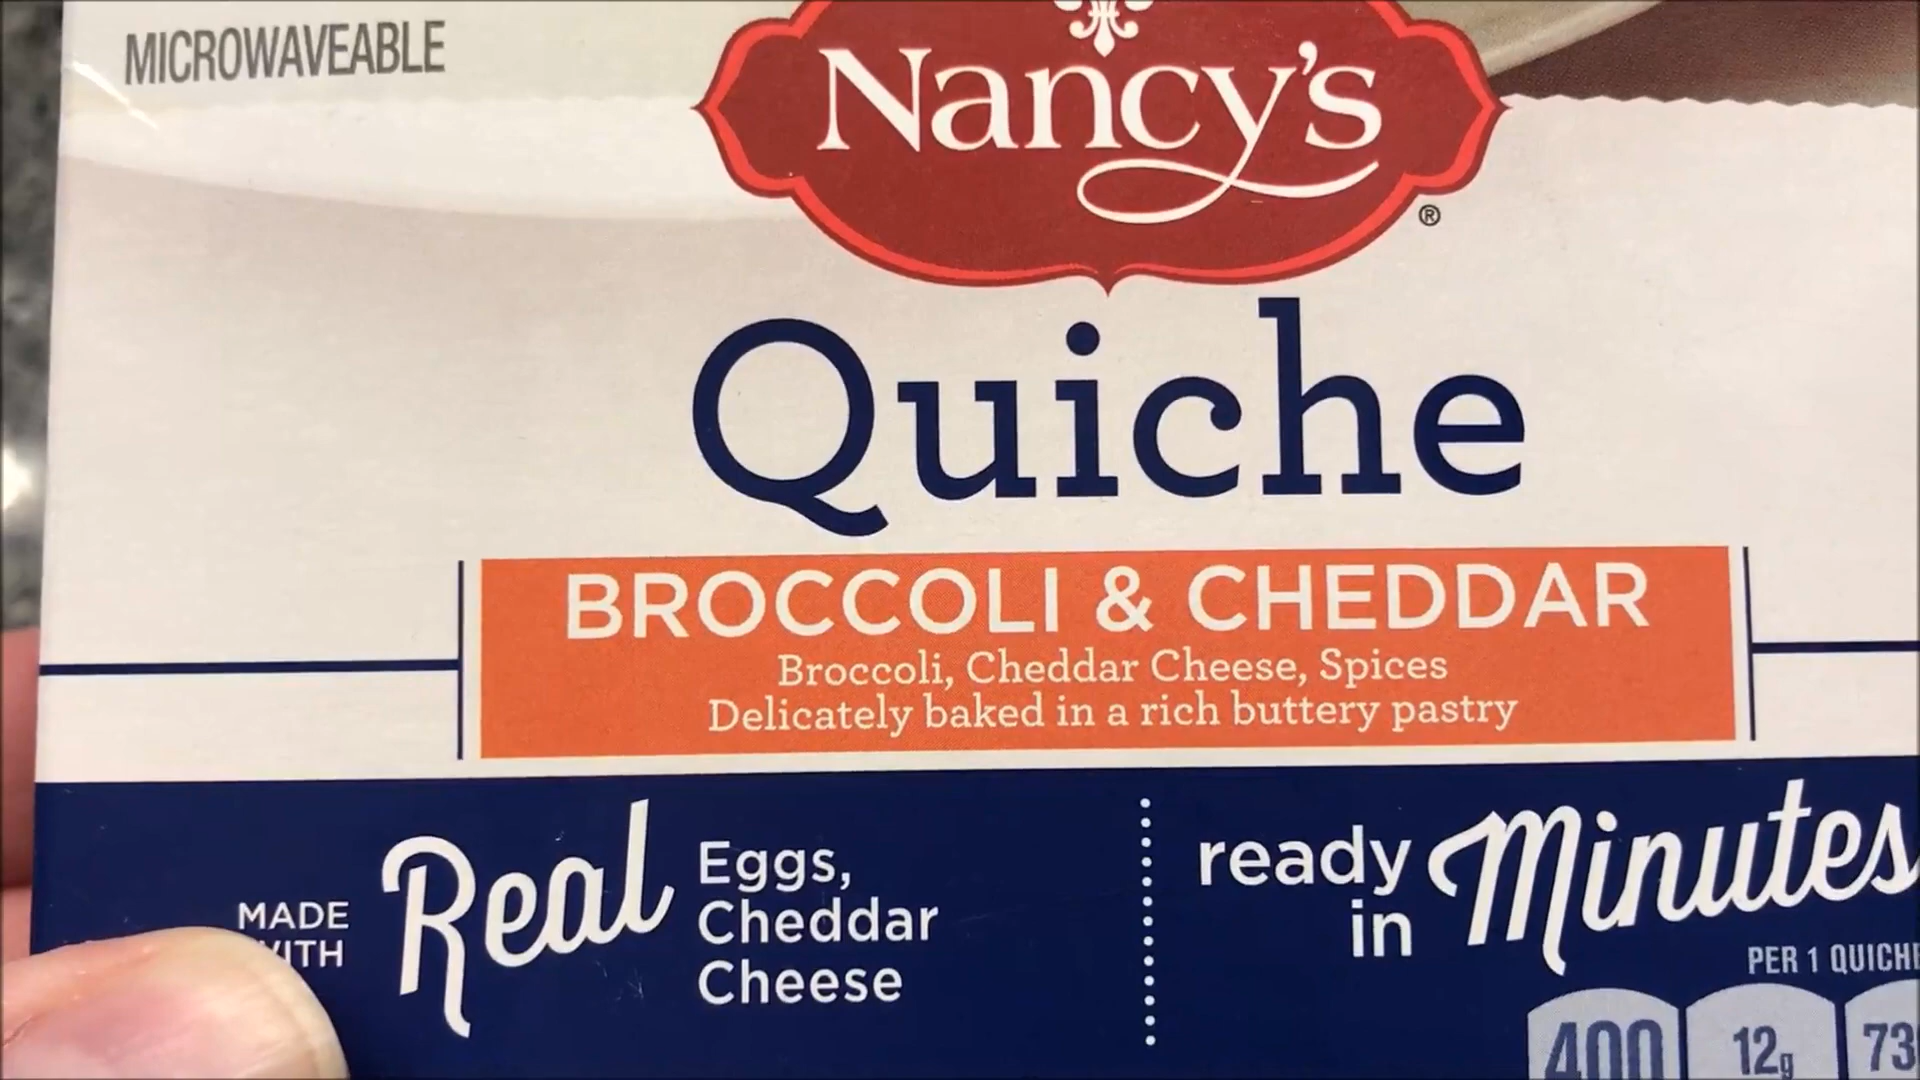 MICROWAVEABLE
Nancy's
®
Quiche
BROCCOLI & CHEDDAR
Broccoli, Cheddar Cheese, Spices
Delicately baked in a rich buttery pastry
MADE
WITH
Real
Eggs,
Cheddar
Cheese
ready
in
Minutes
PER 1 QUICHE
400
12g
73